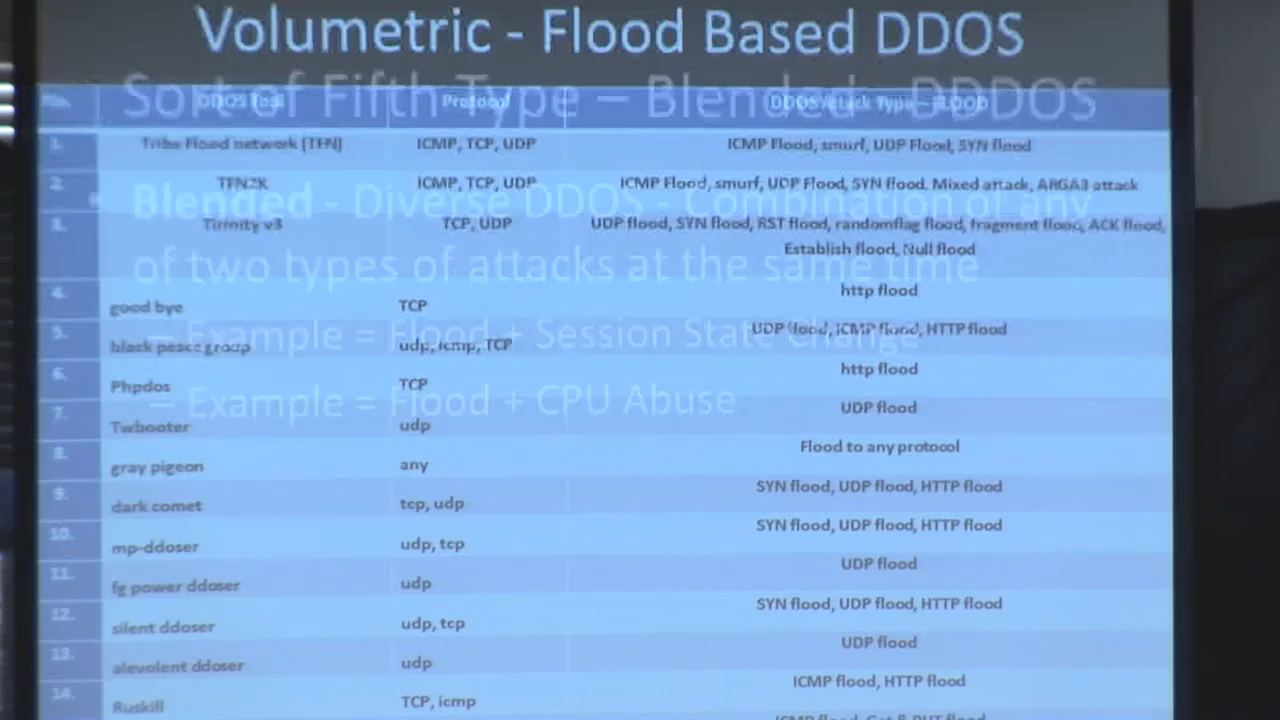 Volumetric - Flood Based DDOS
Sort of Fifth Type – Blended - DDDOS
No. DDOS Tool Protocol DDOS Attack Type – FLOOD
1. Tribe Flood network (TFN) ICMP, TCP, UDP ICMP Flood, smurf, UDP Flood, SYN flood
2. TFN2K ICMP, TCP, UDP ICMP Flood, smurf, UDP Flood, SYN flood. Mixed attack, ARGA3 attack
Blended - Diverse DDOS - Combination of any
3. Tirinity v3 TCP, UDP UDP flood, SYN flood, RST flood, randomflag flood, fragment flood, ACK flood,
Establish flood, Null flood
of two types of attacks at the same time
4. good bye TCP http flood
– Example = Flood + Session State Change
5. black peace group udp, icmp, TCP UDP flood, ICMP flood, HTTP flood
6. Phpdos TCP http flood
– Example = Flood + CPU Abuse
7. Twbooter udp UDP flood
8. gray pigeon any Flood to any protocol
9. dark comet tcp, udp SYN flood, UDP flood, HTTP flood
10. mp-ddoser udp, tcp SYN flood, UDP flood, HTTP flood
11. fg power ddoser udp UDP flood
12. silent ddoser udp, tcp SYN flood, UDP flood, HTTP flood
13. alevolent ddoser udp UDP flood
14. Ruskill TCP, icmp ICMP flood, HTTP flood